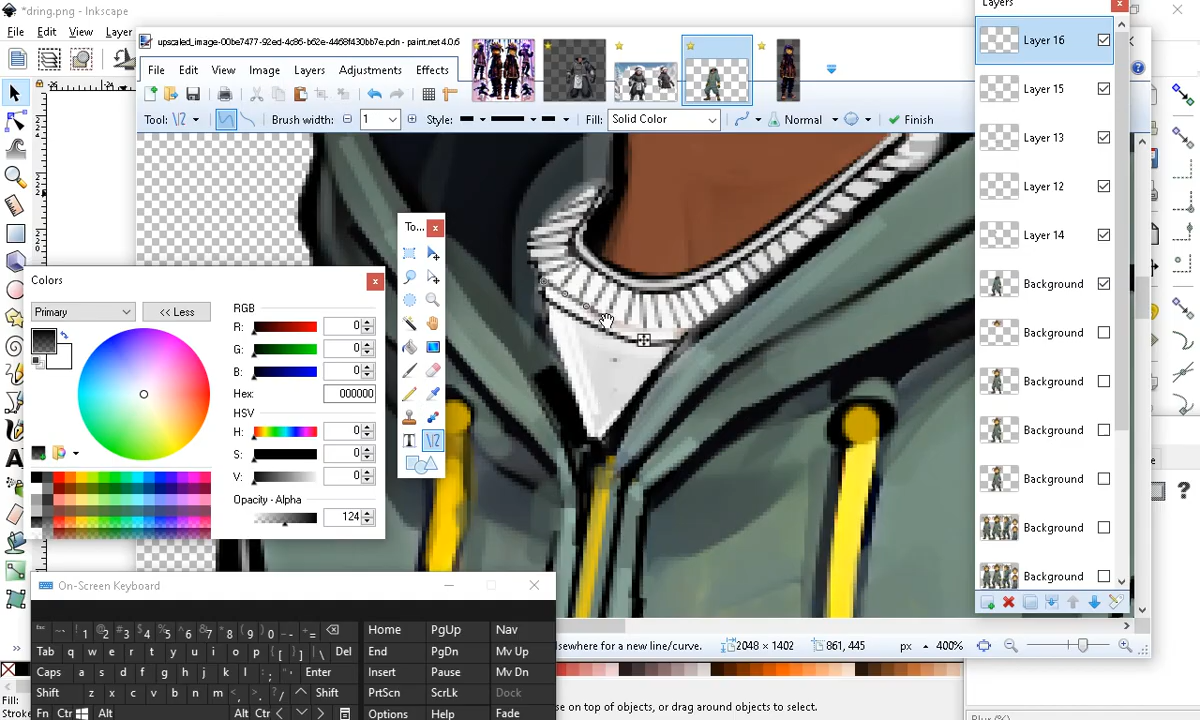 *dring.png - Inkscape
File Edit View Layer
upscaled_image-00be7477-92ed-4c86-b62e-4468f430bb7e.pdn - paint.net 4.0.6
File Edit View Image Layers Adjustments Effects
Tool: Brush width: 1 Style: Fill: Solid Color Normal Finish
Layers
Layer 16
Layer 15
Layer 13
Layer 12
Layer 14
Background
Background
Background
Background
Background
Background
Background
To...
Colors
Primary
<< Less
RGB
R: 0
G: 0
B: 0
Hex: 000000
HSV
H: 0
S: 0
V: 0
Opacity - Alpha
124
On-Screen Keyboard
Home PgUp Nav
Tab q w e r t y u i o p Del End PgDn Mv Up
Caps a s d f g h j k l Enter Insert Pause Mv Dn
Shift z x c v b n m Shift PrtScn ScrLk Dock
Fn Ctr Alt Alt Ctr Options Help Fade
lsewhere for a new line/curve. 2048 × 1402 861, 445 px 400%
Fill:
Stroke
se on top of objects, or drag around objects to select.